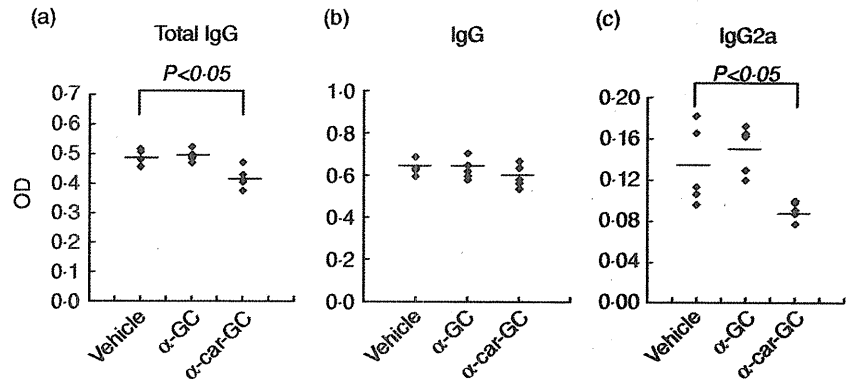 (a)
Total IgG
P<0·05
OD
0·7
0·6
0·5
0·4
0·3
0·2
0·1
0·0
Vehicle
α-GC
α-car-GC
(b)
IgG
1·0
0·8
0·6
0·4
0·2
0·0
Vehicle
α-GC
α-car-GC
(c)
IgG2a
P<0·05
0·20
0·16
0·12
0·08
0·04
0·00
Vehicle
α-GC
α-car-GC